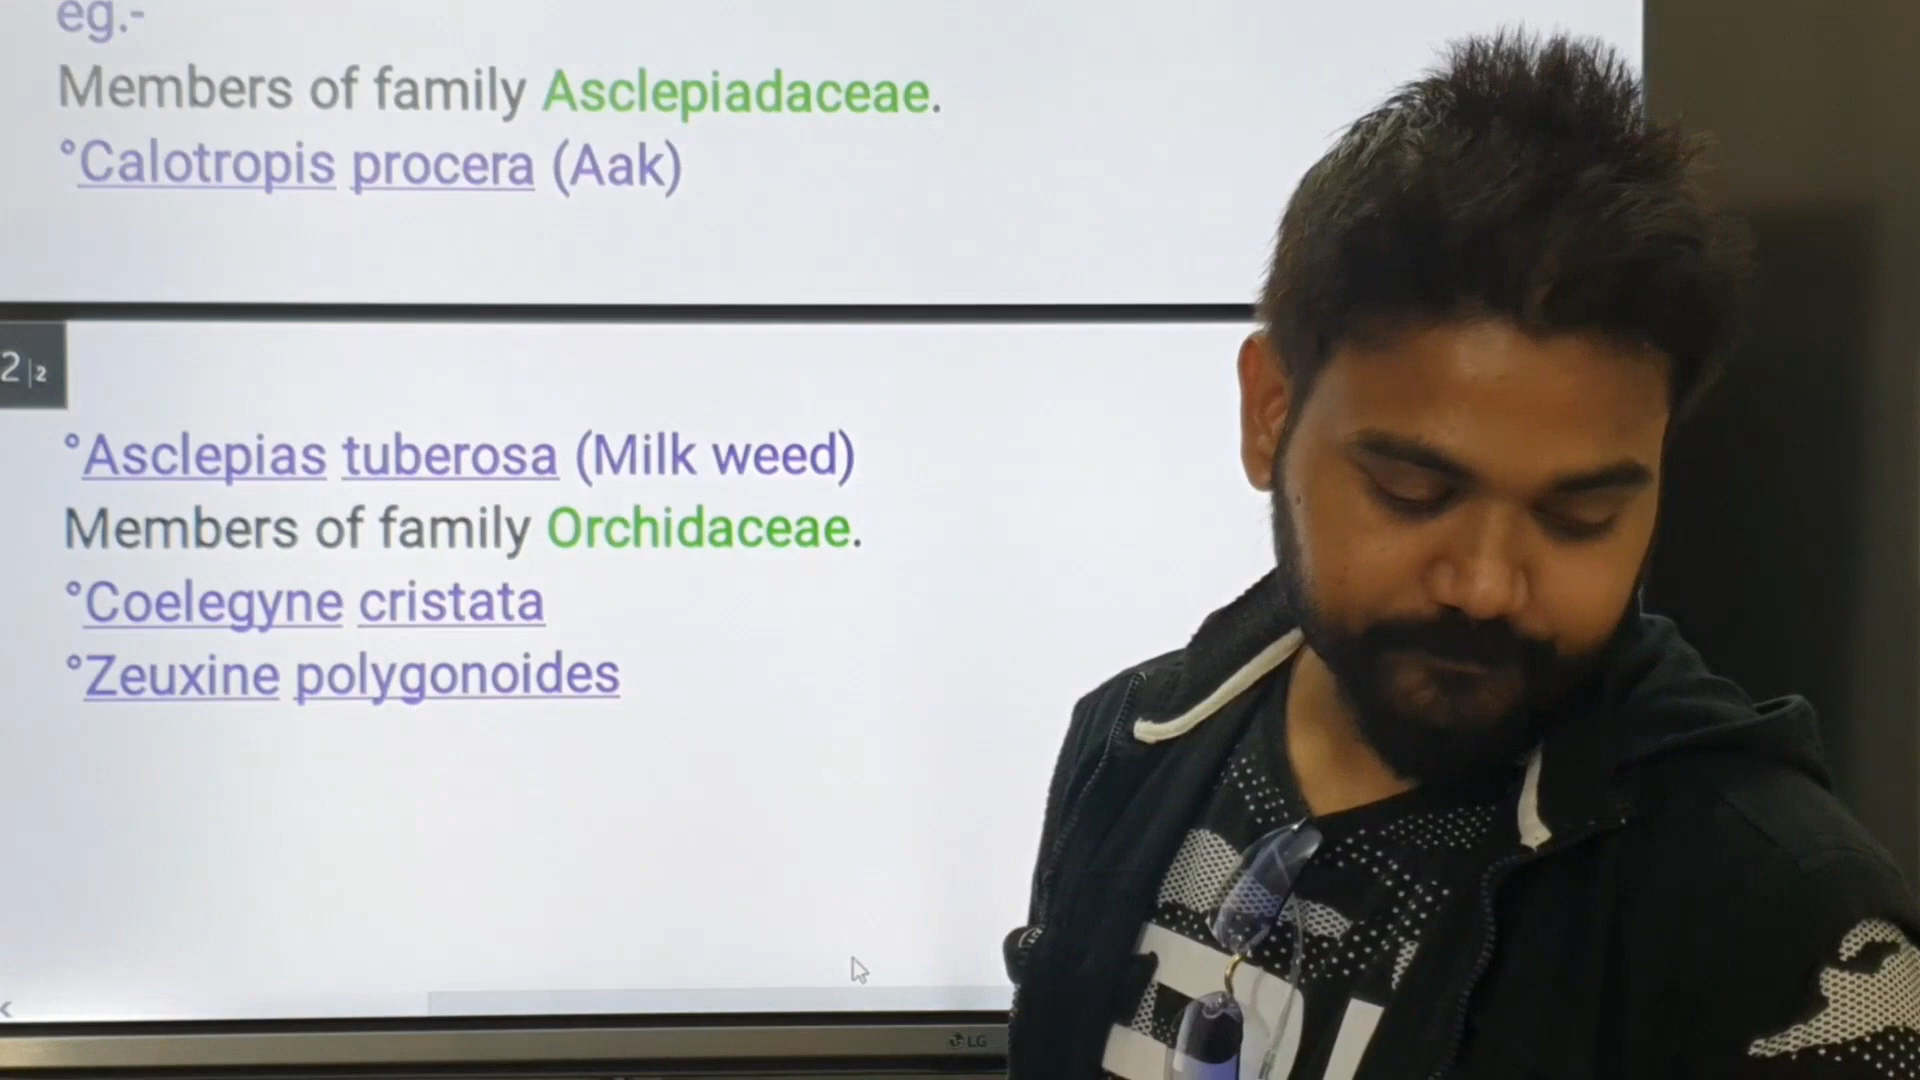 eg.-
Members of family Asclepiadaceae.
°Calotropis procera (Aak)
2|2
°Asclepias tuberosa (Milk weed)
Members of family Orchidaceae.
°Coelegyne cristata
°Zeuxine polygonoides
LG